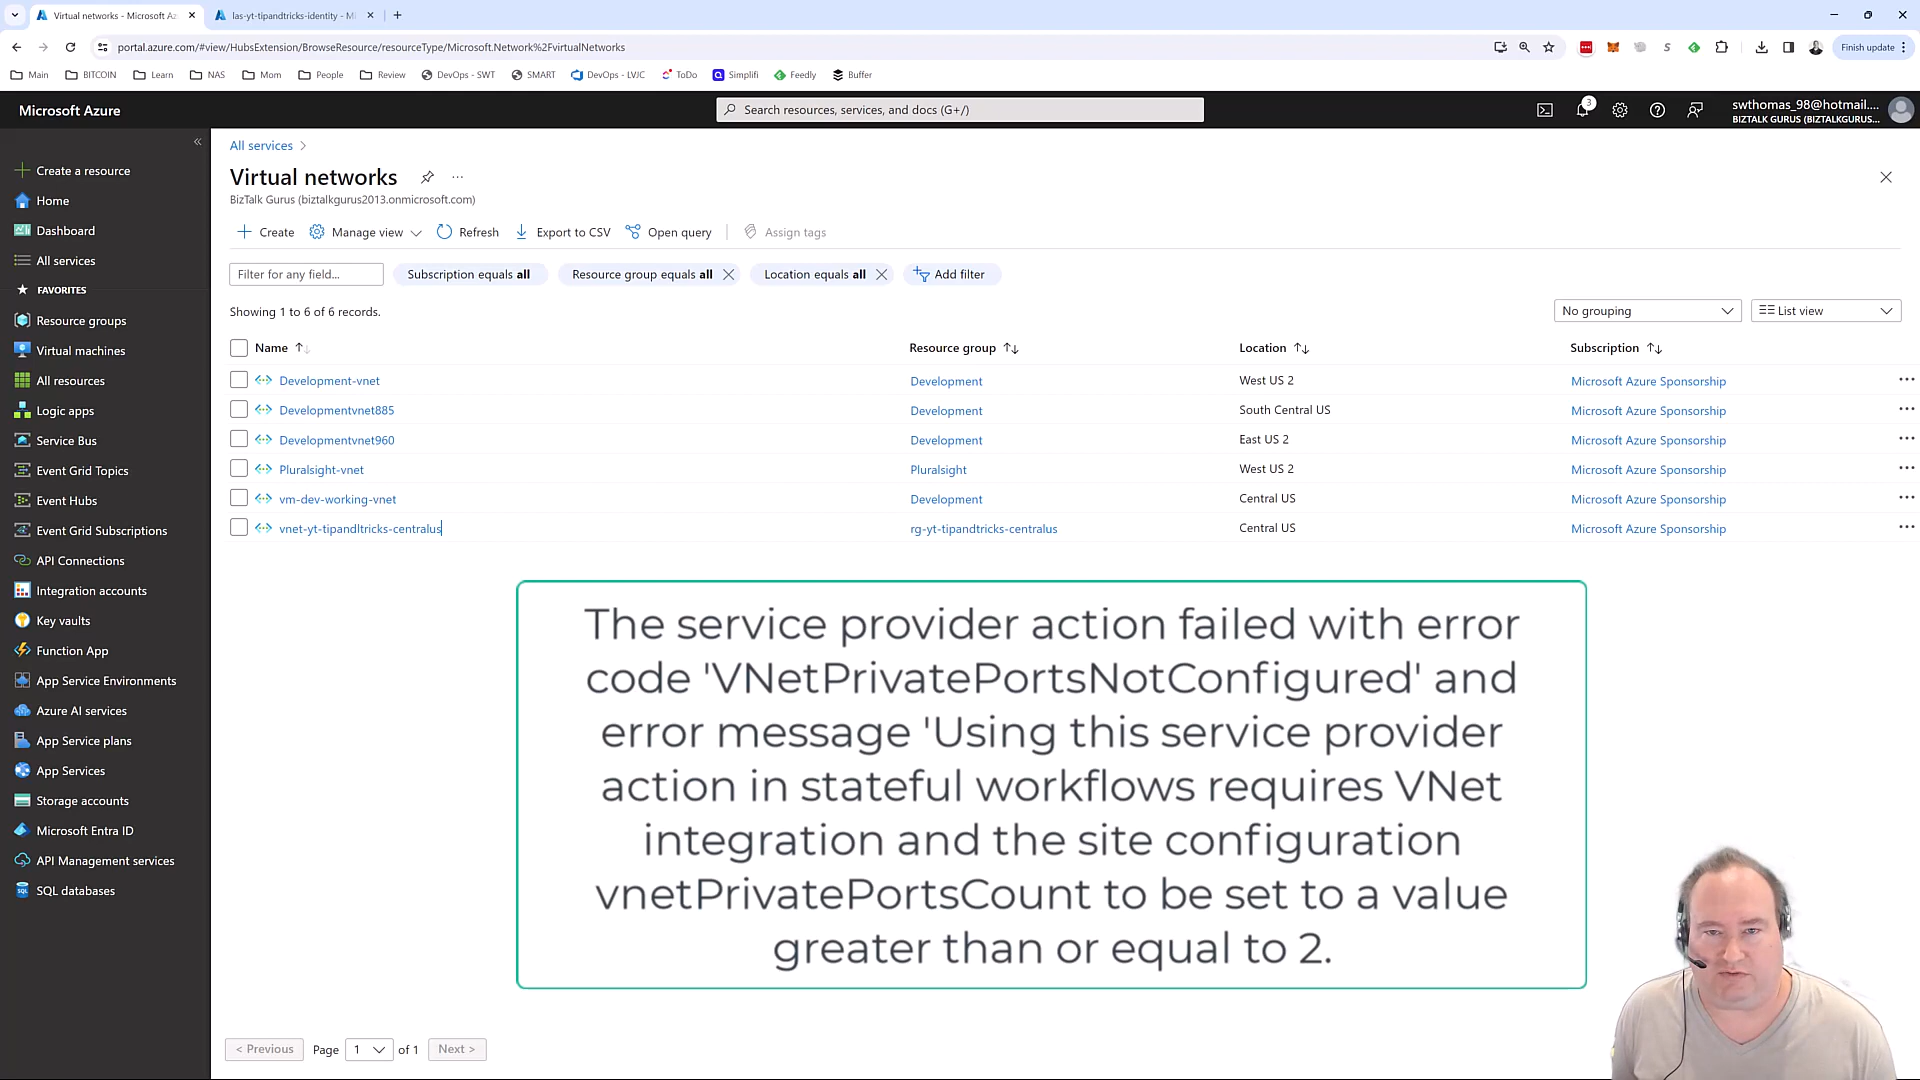 Virtual networks - Microsoft Az
las-yt-tipandtricks-identity - Mi
portal.azure.com/#view/HubsExtension/BrowseResource/resourceType/Microsoft.Network%2FvirtualNetworks
Finish update
Main
BITCOIN
Learn
NAS
Mom
People
Review
DevOps - SWT
SMART
DevOps - LVJC
ToDo
Simplifi
Feedly
Buffer
Microsoft Azure
Search resources, services, and docs (G+/)
3
swthomas_98@hotmail....
BIZTALK GURUS (BIZTALKGURUS...
Create a resource
Home
Dashboard
All services
FAVORITES
Resource groups
Virtual machines
All resources
Logic apps
Service Bus
Event Grid Topics
Event Hubs
Event Grid Subscriptions
API Connections
Integration accounts
Key vaults
Function App
App Service Environments
Azure AI services
App Service plans
App Services
Storage accounts
Microsoft Entra ID
API Management services
SQL databases
All services
Virtual networks
BizTalk Gurus (biztalkgurus2013.onmicrosoft.com)
Create
Manage view
Refresh
Export to CSV
Open query
Assign tags
Filter for any field...
Subscription equals all
Resource group equals all
Location equals all
Add filter
Showing 1 to 6 of 6 records.
No grouping
List view
Name Resource group Location Subscription
Development-vnet Development West US 2 Microsoft Azure Sponsorship
Developmentvnet885 Development South Central US Microsoft Azure Sponsorship
Developmentvnet960 Development East US 2 Microsoft Azure Sponsorship
Pluralsight-vnet Pluralsight West US 2 Microsoft Azure Sponsorship
vm-dev-working-vnet Development Central US Microsoft Azure Sponsorship
vnet-yt-tipandltricks-centralus rg-yt-tipandtricks-centralus Central US Microsoft Azure Sponsorship
The service provider action failed with error
code 'VNetPrivatePortsNotConfigured' and
error message 'Using this service provider
action in stateful workflows requires VNet
integration and the site configuration
vnetPrivatePortsCount to be set to a value
greater than or equal to 2.
< Previous
Page 1 of 1
Next >